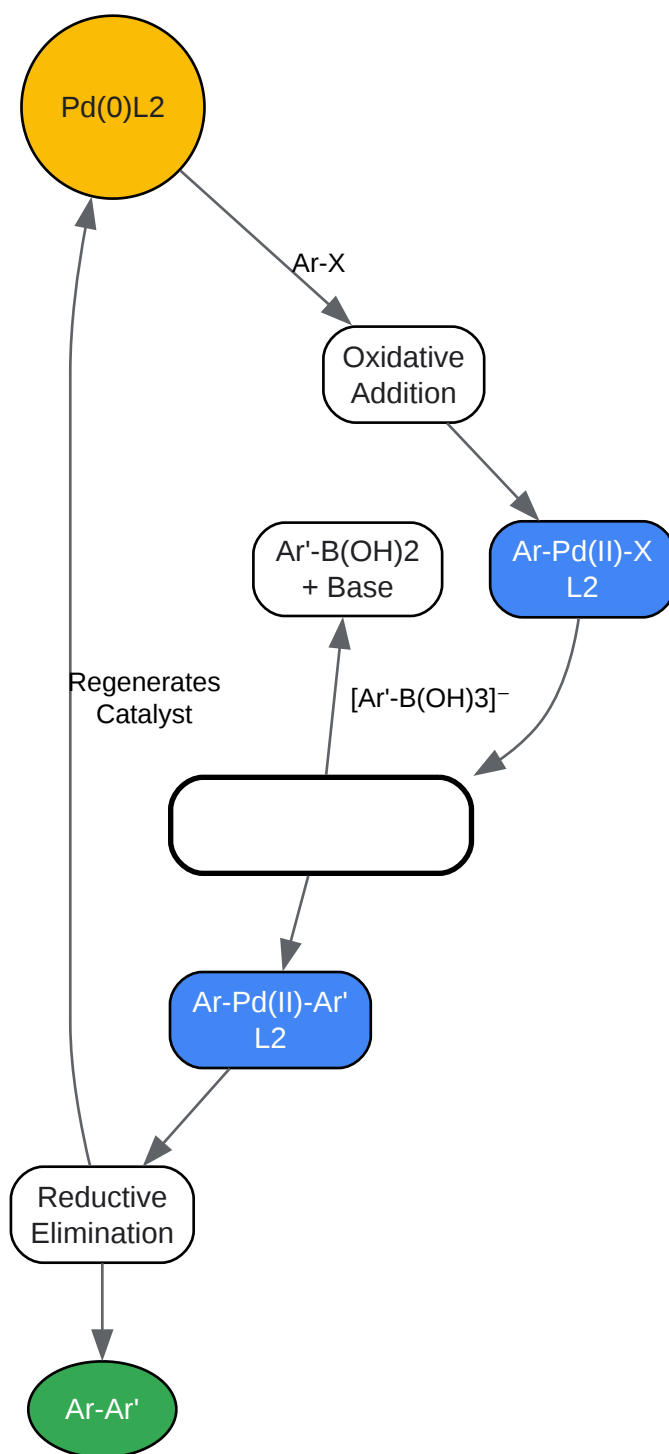 Pd(0)L2
Ar-X
Oxidative
Addition
Ar'-B(OH)2
+ Base
Ar-Pd(II)-X
L2
Regenerates
Catalyst
[Ar'-B(OH)3]⁻
Ar-Pd(II)-Ar'
L2
Reductive
Elimination
Ar-Ar'